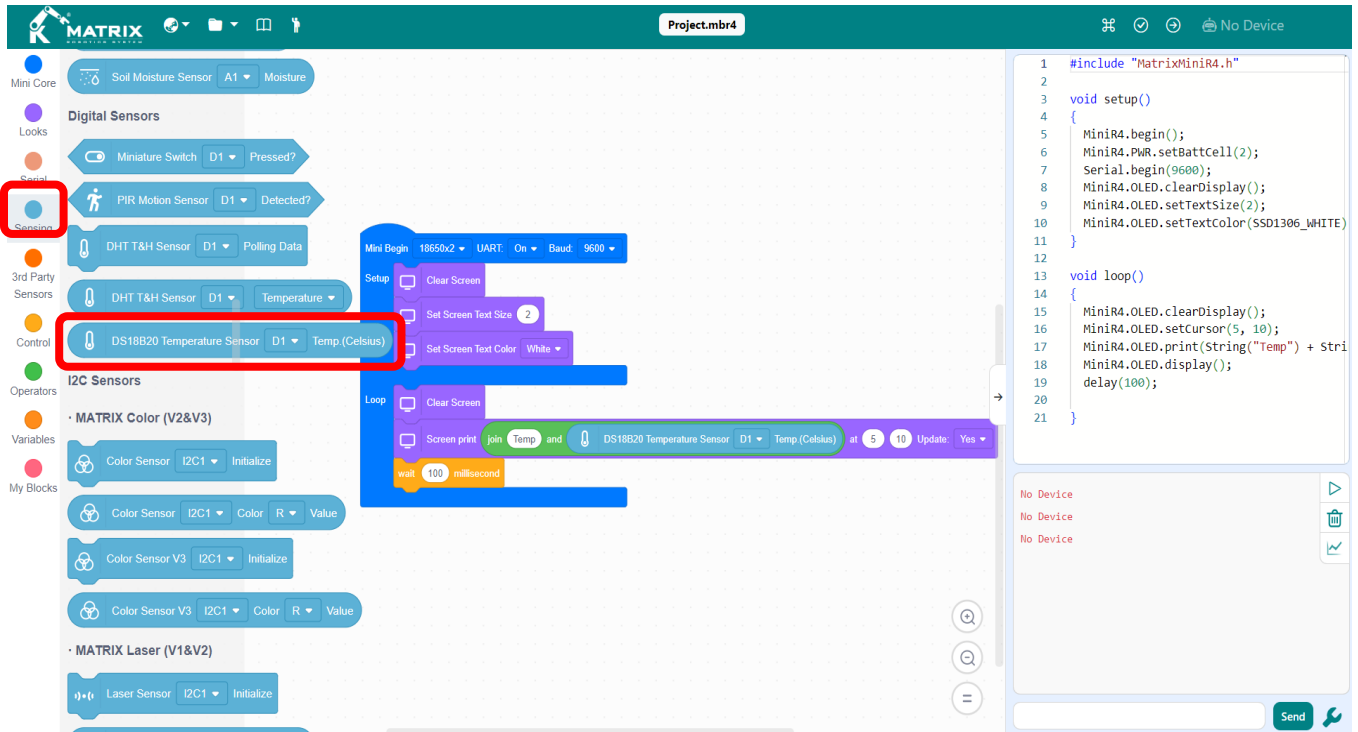 MATRIX
ROBOTICS SYSTEM
Project.mbr4
No Device
Mini Core
Looks
Serial
Sensing
3rd Party
Sensors
Control
Operators
Variables
My Blocks
Soil Moisture Sensor A1 Moisture
Digital Sensors
Miniature Switch D1 Pressed?
PIR Motion Sensor D1 Detected?
DHT T&H Sensor D1 Polling Data
DHT T&H Sensor D1 Temperature
DS18B20 Temperature Sensor D1 Temp.(Celsius)
I2C Sensors
· MATRIX Color (V2&V3)
Color Sensor I2C1 Initialize
Color Sensor I2C1 Color R Value
Color Sensor V3 I2C1 Initialize
Color Sensor V3 I2C1 Color R Value
· MATRIX Laser (V1&V2)
Laser Sensor I2C1 Initialize
Mini Begin 18650x2 UART: On Baud: 9600
Setup
Clear Screen
Set Screen Text Size 2
Set Screen Text Color White
Loop
Clear Screen
Screen print join Temp and DS18B20 Temperature Sensor D1 Temp.(Celsius) at 5 10 Update: Yes
wait 100 millisecond
1 #include "MatrixMiniR4.h"
2
3 void setup()
4 {
5 MiniR4.begin();
6 MiniR4.PWR.setBattCell(2);
7 Serial.begin(9600);
8 MiniR4.OLED.clearDisplay();
9 MiniR4.OLED.setTextSize(2);
10 MiniR4.OLED.setTextColor(SSD1306_WHITE)
11 }
12
13 void loop()
14 {
15 MiniR4.OLED.clearDisplay();
16 MiniR4.OLED.setCursor(5, 10);
17 MiniR4.OLED.print(String("Temp") + Stri
18 MiniR4.OLED.display();
19 delay(100);
20
21 }
No Device
No Device
No Device
Send